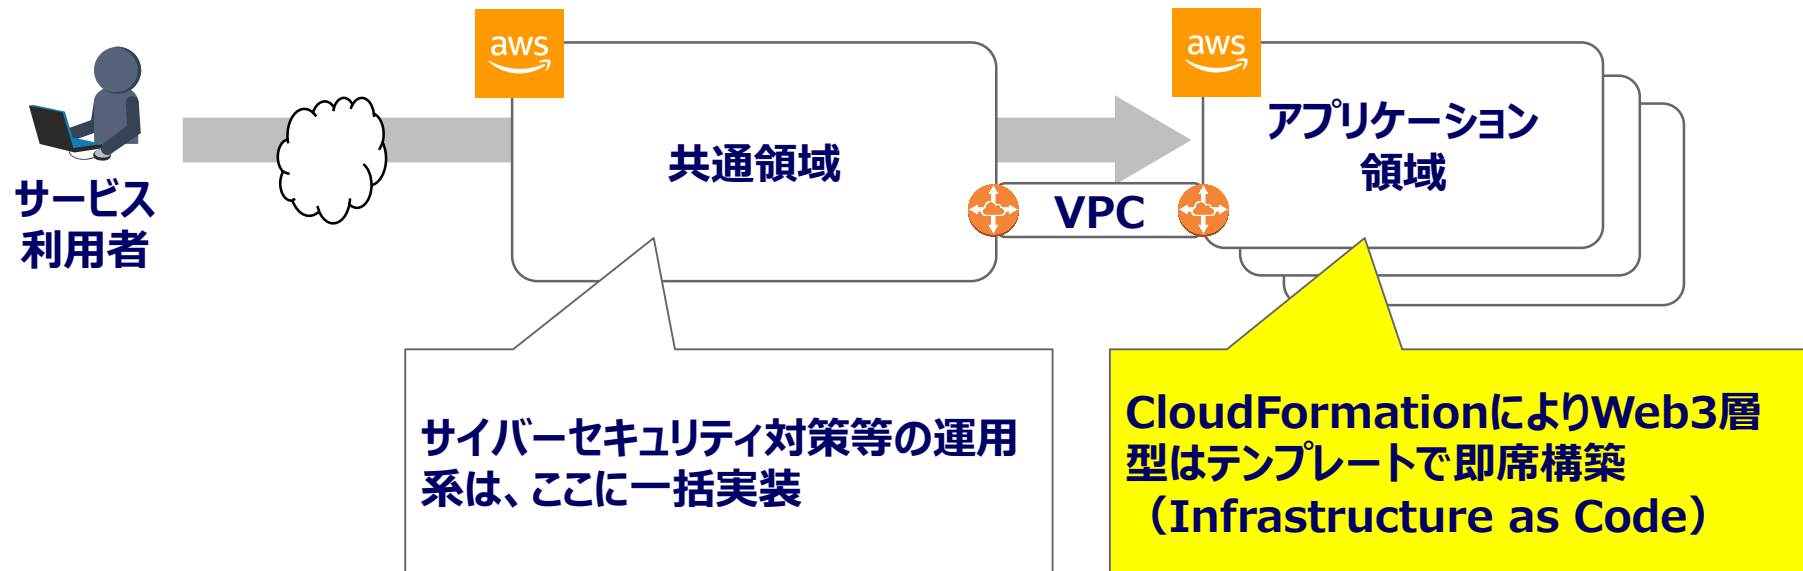 aws
aws
サービス
利用者
共通領域
VPC
アプリケーション
領域
サイバーセキュリティ対策等の運用
系は、ここに一括実装
CloudFormationによりWeb3層
型はテンプレートで即席構築
（Infrastructure as Code）